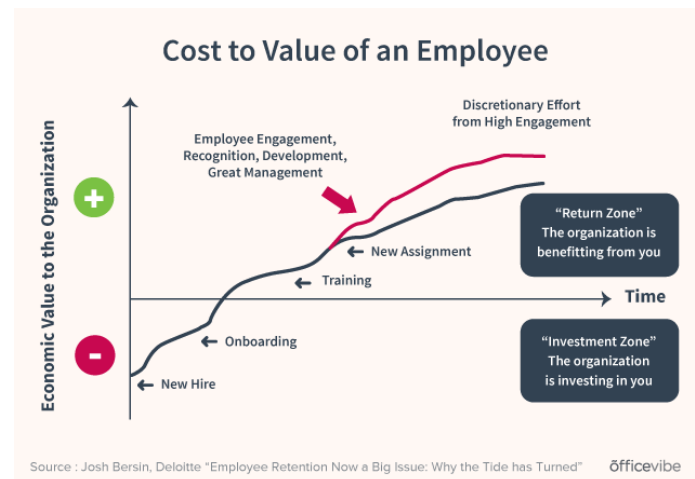 Cost to Value of an Employee
Discretionary Effort
from High Engagement
Employee Engagement,
Recognition, Development,
Great Management
Economic Value to the Organization
+
“Return Zone”
The organization is
benefitting from you
New Assignment
Training
Time
Onboarding
-
“Investment Zone”
The organization
is investing in you
New Hire
Source : Josh Bersin, Deloitte “Employee Retention Now a Big Issue: Why the Tide has Turned”
õfficevibe